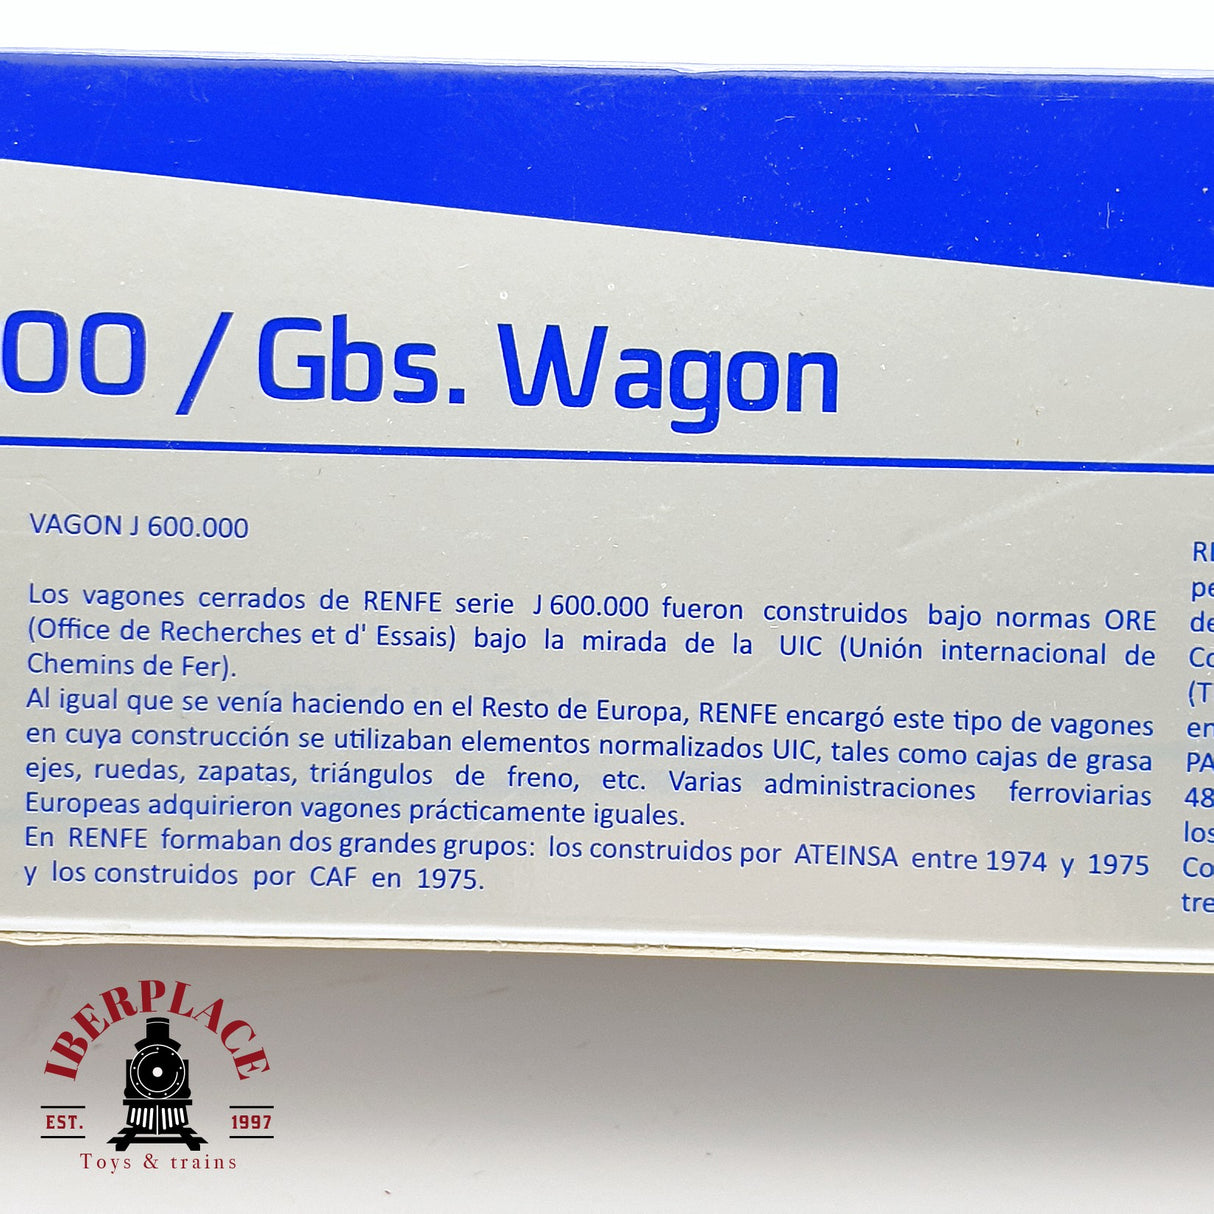 00 / Gbs. Wagon
VAGON J 600.000
Los vagones cerrados de RENFE serie J 600.000 fueron construidos bajo normas ORE
(Office de Recherches et d' Essais) bajo la mirada de la UIC (Unión internacional de
Chemins de Fer).
Al igual que se venía haciendo en el Resto de Europa, RENFE encargó este tipo de vagones
en cuya construcción se utilizaban elementos normalizados UIC, tales como cajas de grasa
ejes, ruedas, zapatas, triángulos de freno, etc. Varias administraciones ferroviarias
Europeas adquirieron vagones prácticamente iguales.
En RENFE formaban dos grandes grupos: los construidos por ATEINSA entre 1974 y 1975
y los construidos por CAF en 1975.
IBERPLACE
EST. 1997
Toys & trains